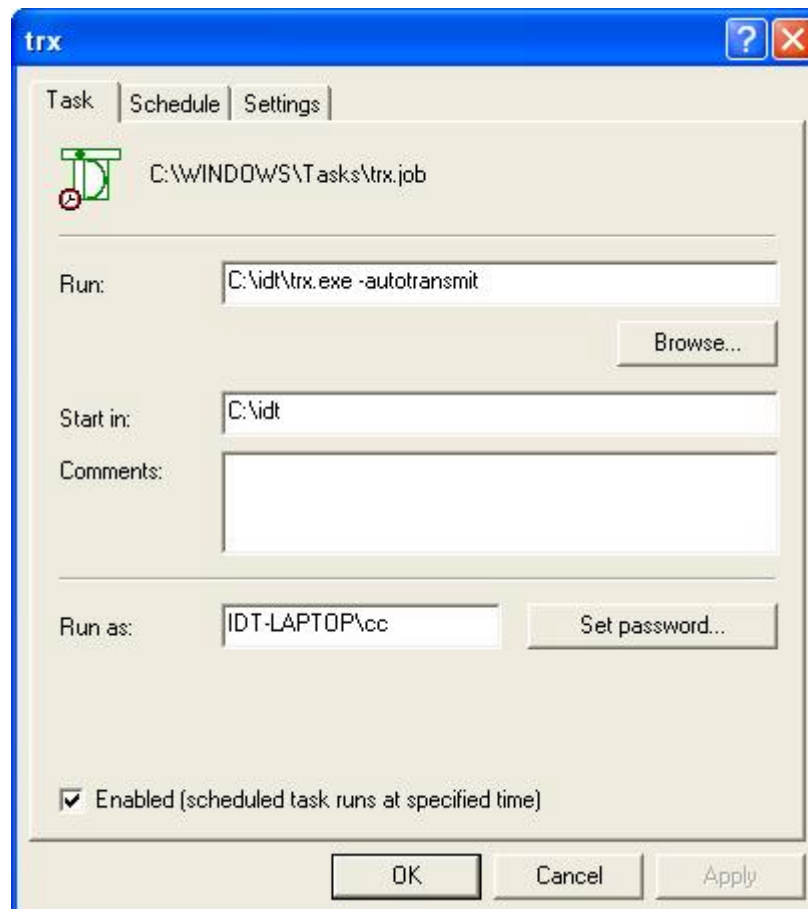 trx
Task Schedule Settings
C:\WINDOWS\Tasks\trx.job
Run: C:\idt\trx.exe -autotransmit
Browse...
Start in: C:\idt
Comments:
Run as: IDT-LAPTOP\cc Set password...
Enabled (scheduled task runs at specified time)
OK Cancel Apply